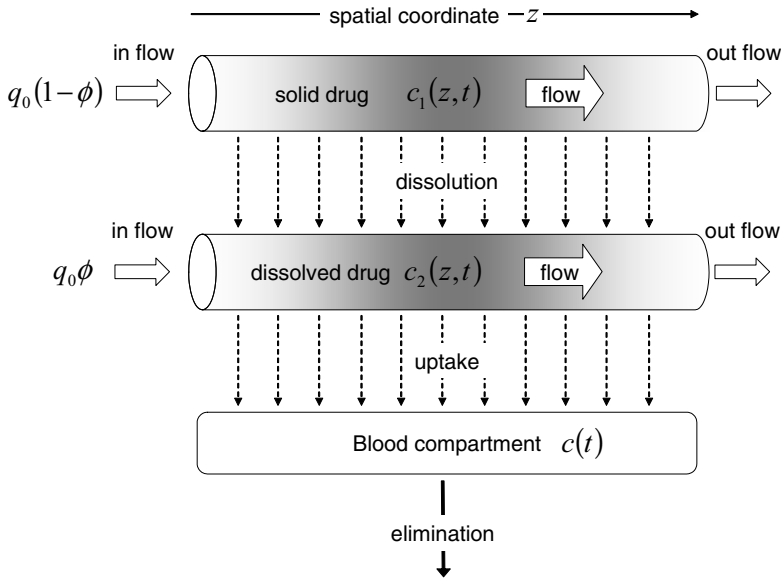 spatial coordinate – z
in flow
out flow
q₀(1−ϕ)
solid drug c₁(z,t)
flow
dissolution
in flow
out flow
q₀ϕ
dissolved drug c₂(z,t)
flow
uptake
Blood compartment c(t)
elimination